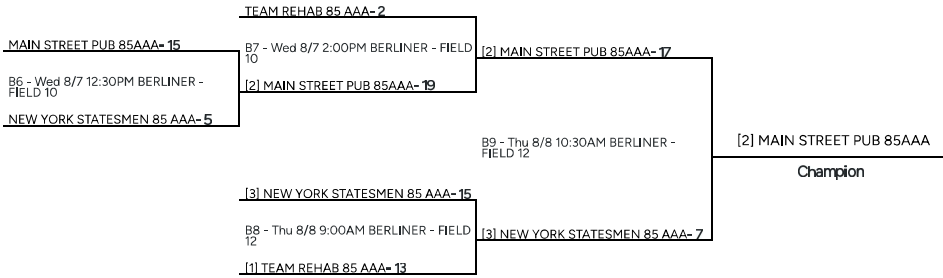 TEAM REHAB 85 AAA- 2
MAIN STREET PUB 85AAA- 15
B7 - Wed 8/7 2:00PM BERLINER - FIELD
10
[2] MAIN STREET PUB 85AAA- 17
B6 - Wed 8/7 12:30PM BERLINER -
FIELD 10
[2] MAIN STREET PUB 85AAA- 19
NEW YORK STATESMEN 85 AAA- 5
B9 - Thu 8/8 10:30AM BERLINER -
FIELD 12
[2] MAIN STREET PUB 85AAA
Champion
[3] NEW YORK STATESMEN 85 AAA- 15
B8 - Thu 8/8 9:00AM BERLINER - FIELD
12
[3] NEW YORK STATESMEN 85 AAA- 7
[1] TEAM REHAB 85 AAA- 13